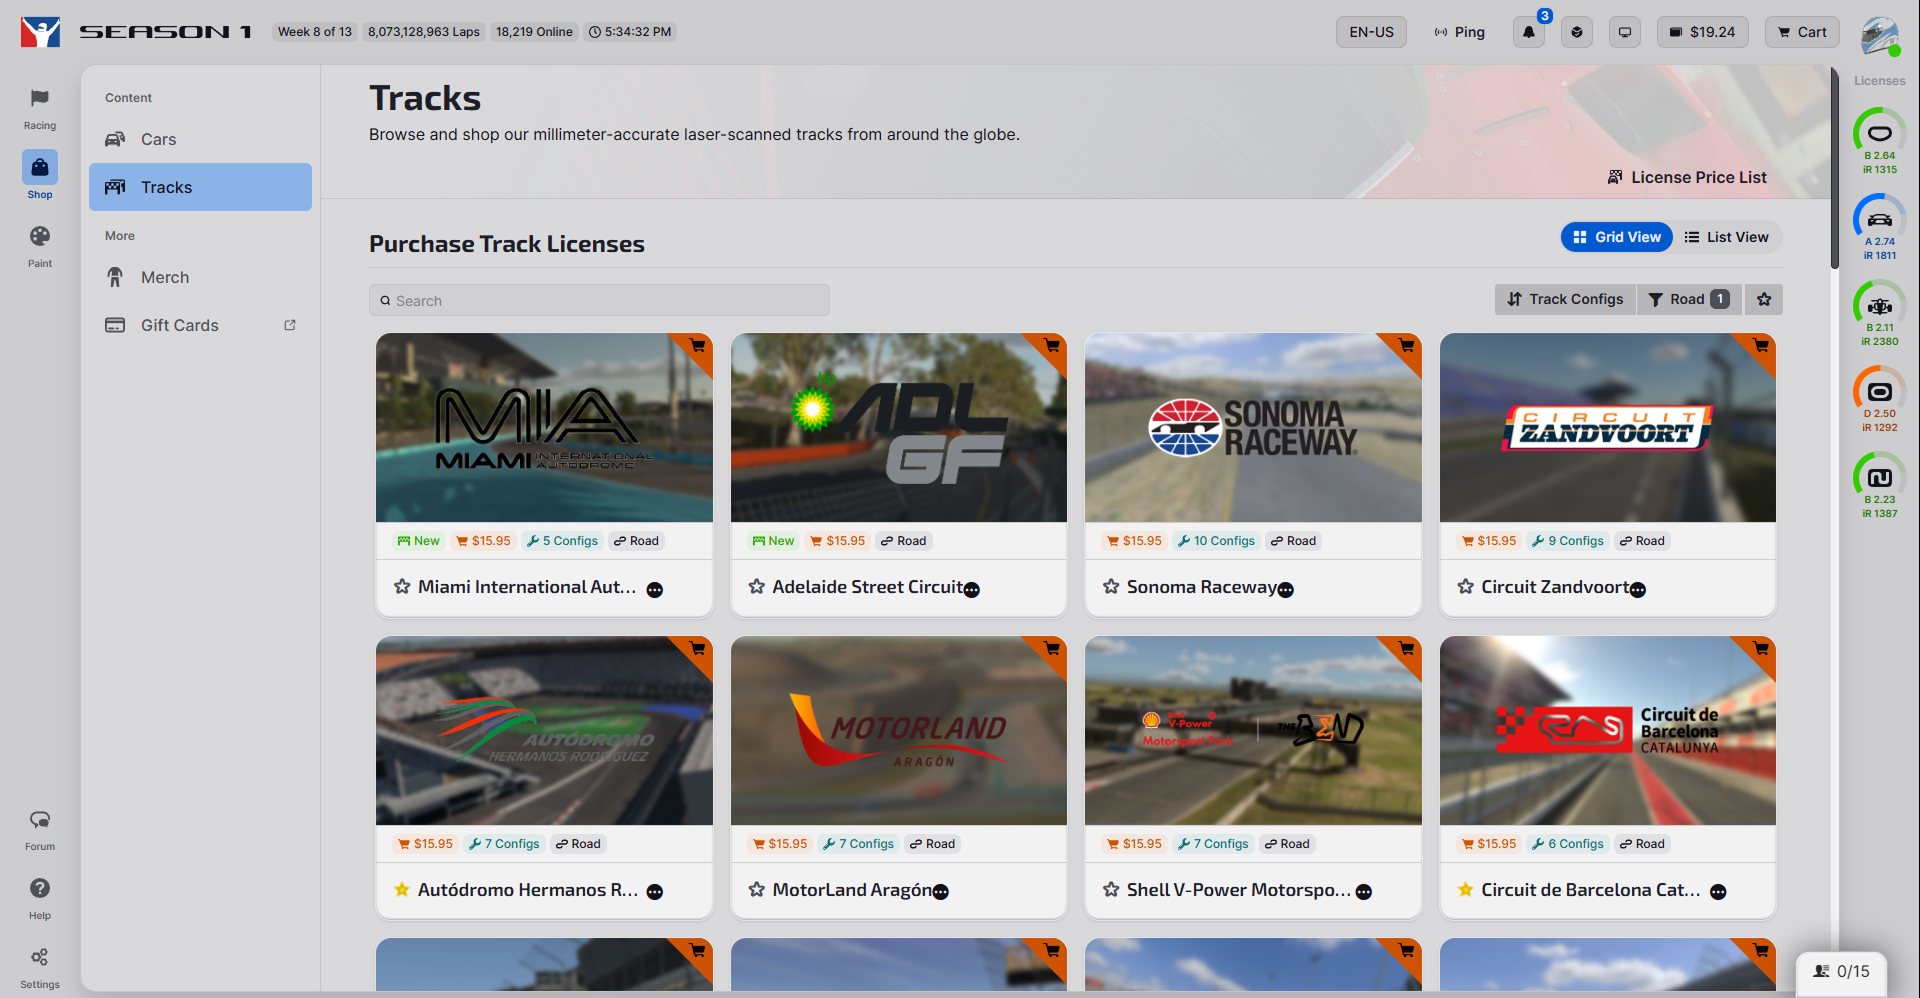 SEASON 1
Week 8 of 13
8,073,128,963 Laps
18,219 Online
5:34:32 PM
EN-US
Ping
3
$19.24
Cart
Racing
Shop
Paint
Forum
Help
Settings
Content
Cars
Tracks
More
Merch
Gift Cards
Tracks
Browse and shop our millimeter-accurate laser-scanned tracks from around the globe.
License Price List
Purchase Track Licenses
Grid View
List View
Search
Track Configs
Road 1
MIA
MIAMI INTERNATIONAL
AUTODROME
New
$15.95
5 Configs
Road
Miami International Aut...
bp
ADL
GF
New
$15.95
Road
Adelaide Street Circuit
SONOMA
RACEWAY
$15.95
10 Configs
Road
Sonoma Raceway
CIRCUIT
ZANDVOORT
$15.95
9 Configs
Road
Circuit Zandvoort
AUTÓDROMO
HERMANOS RODRÍGUEZ
$15.95
7 Configs
Road
Autódromo Hermanos R...
MOTORLAND
ARAGÓN
$15.95
7 Configs
Road
MotorLand Aragón
Shell
V-Power
Motorsport Park
THE BEND
$15.95
7 Configs
Road
Shell V-Power Motorspo...
Circuit de
Barcelona
CATALUNYA
$15.95
6 Configs
Road
Circuit de Barcelona Cat...
Licenses
B 2.64
iR 1315
A 2.74
iR 1811
B 2.11
iR 2380
D 2.50
iR 1292
B 2.23
iR 1387
0/15